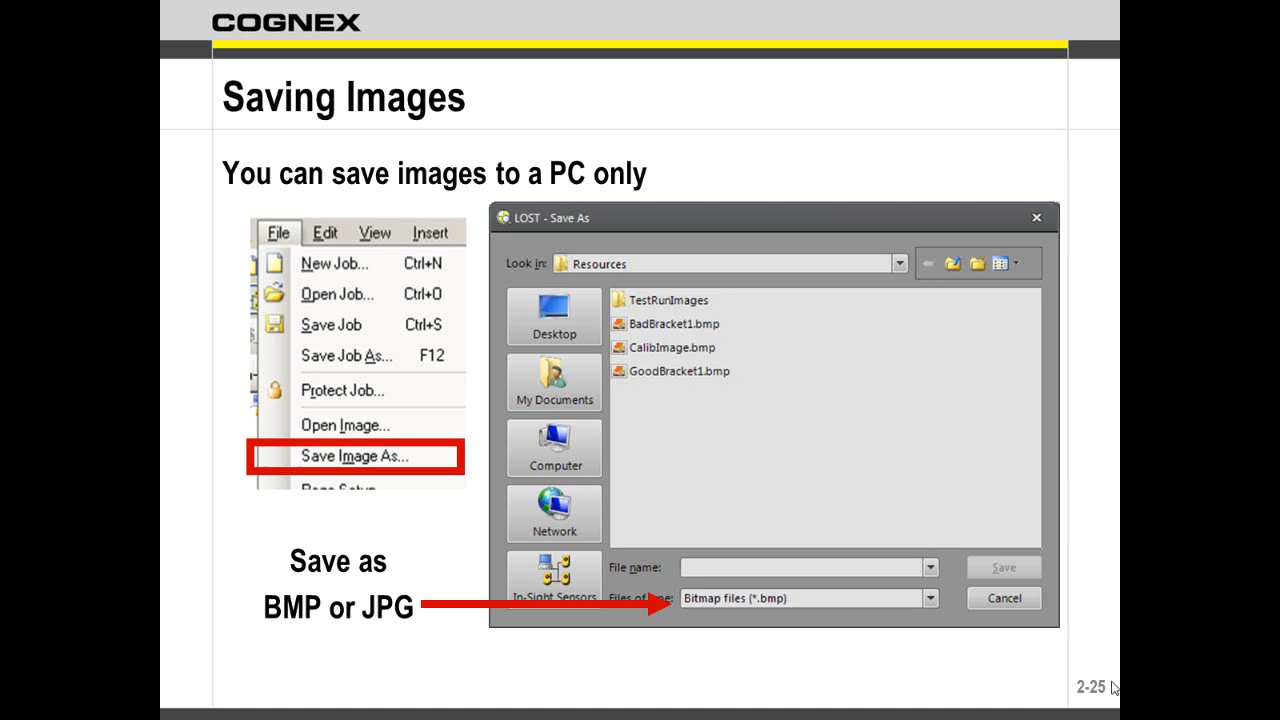 COGNEX
Saving Images
You can save images to a PC only
File Edit View Insert
New Job... Ctrl+N
Open Job... Ctrl+O
Save Job Ctrl+S
Save Job As... F12
Protect Job...
Open Image...
Save Image As...
LOST - Save As
Look in: Resources
Desktop
My Documents
Computer
Network
In-Sight Sensors
TestRunImages
BadBracket1.bmp
CalibImage.bmp
GoodBracket1.bmp
File name:
Save
Files of type: Bitmap files (*.bmp)
Cancel
Save as
BMP or JPG
2-25